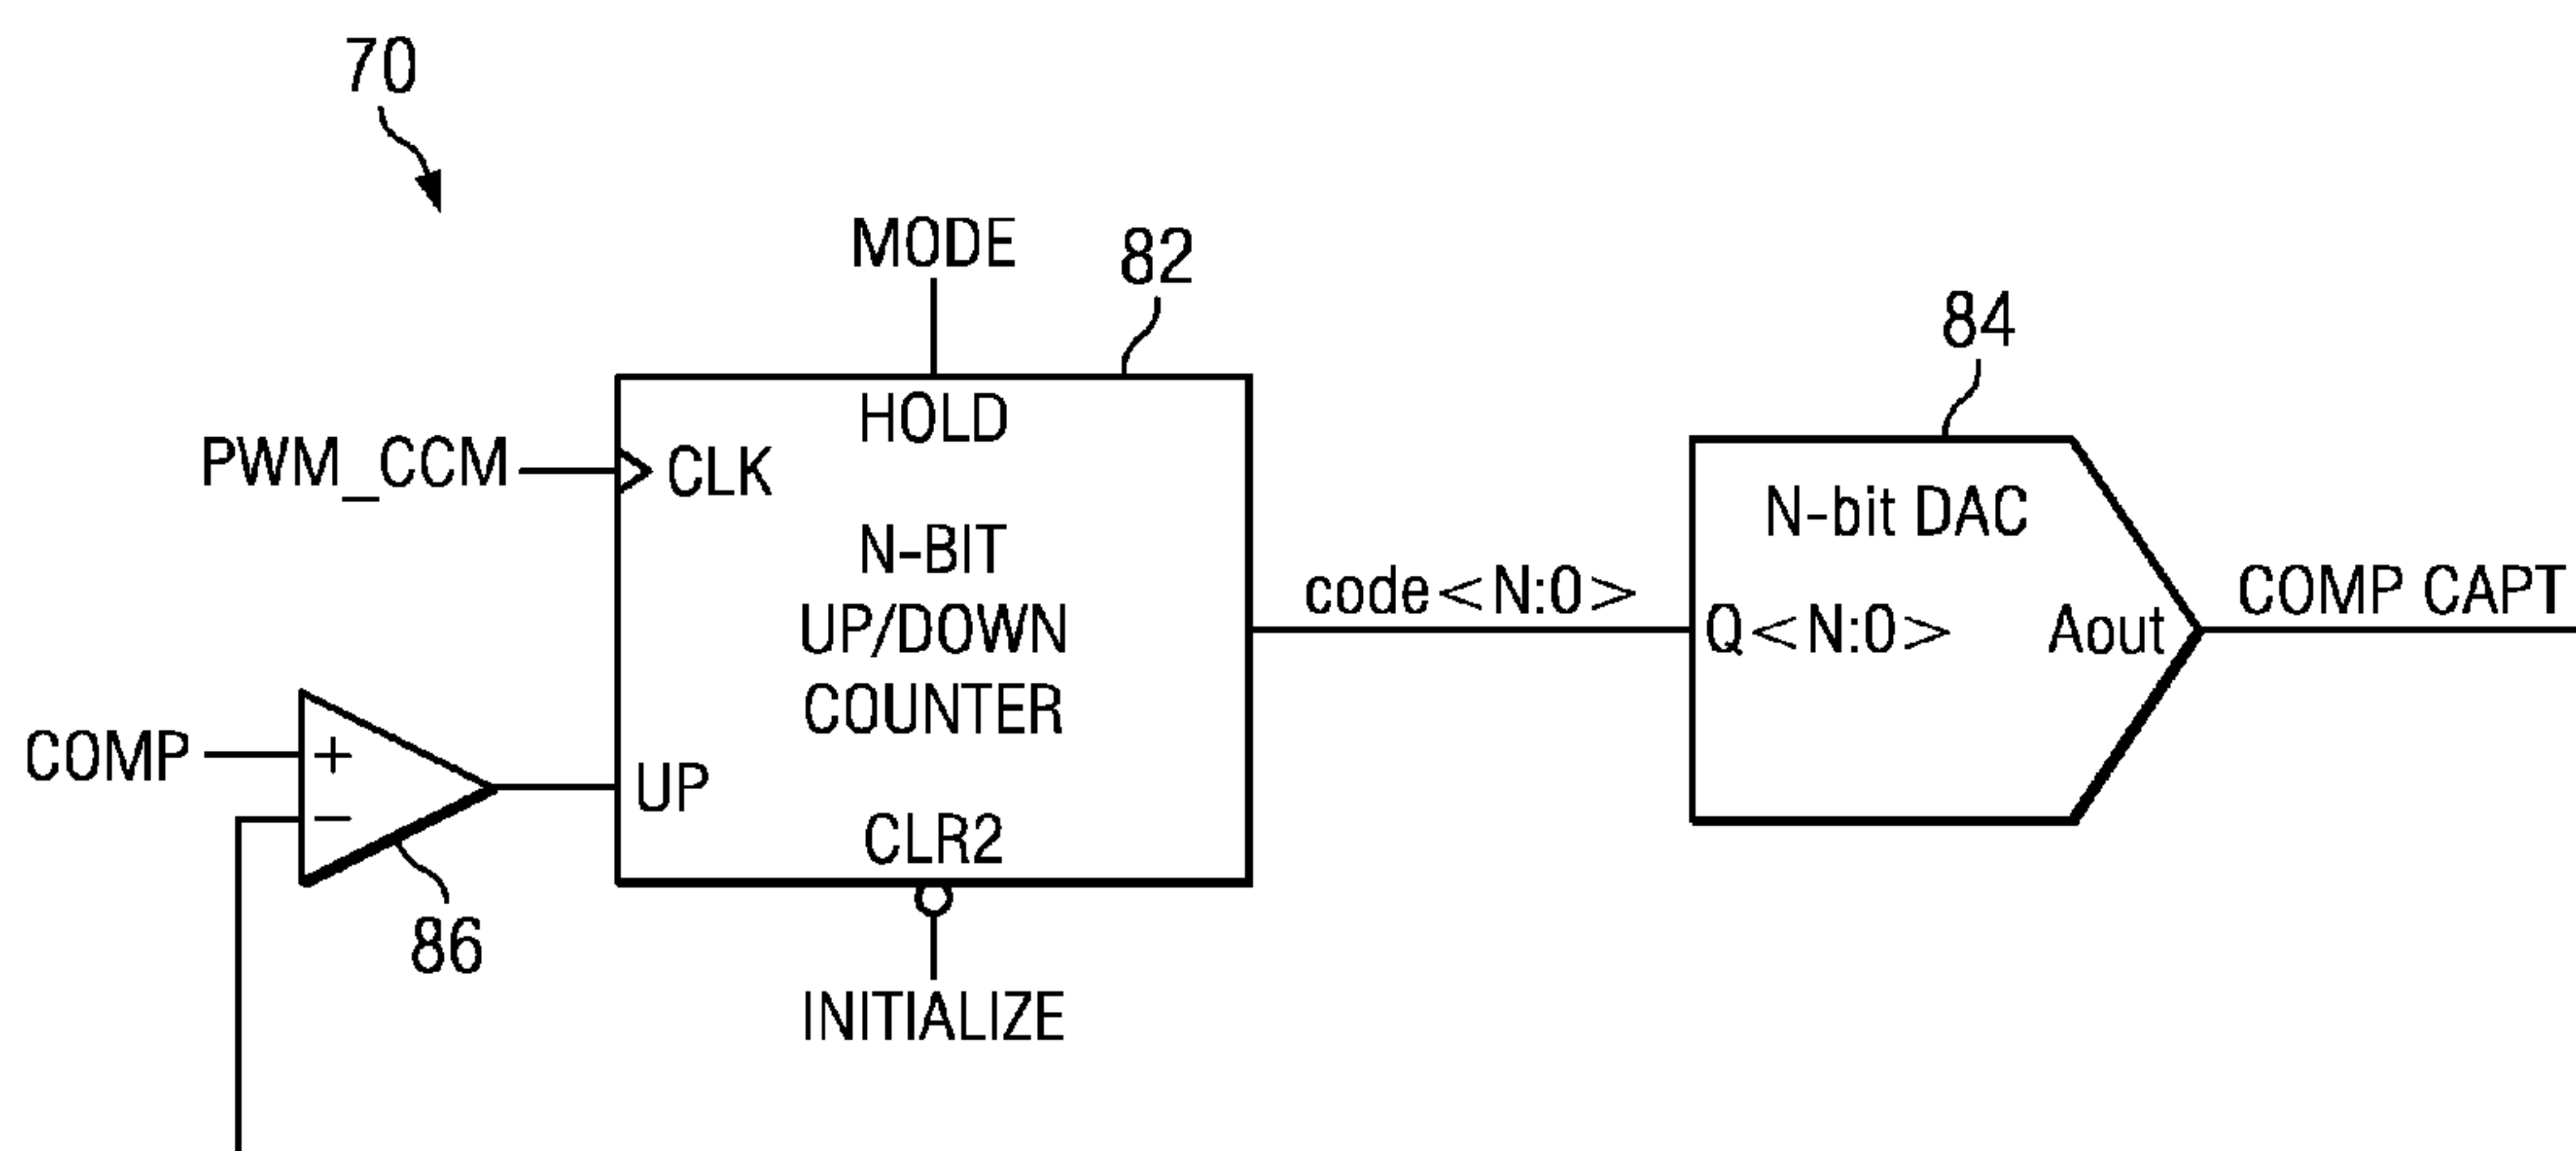 70
MODE
82
HOLD
84
PWM_CCM
CLK
N-bit DAC
N-BIT
UP/DOWN
COUNTER
code<N:0>
Q<N:0>
Aout
COMP CAPT
COMP
+
−
UP
CLR2
86
INITIALIZE